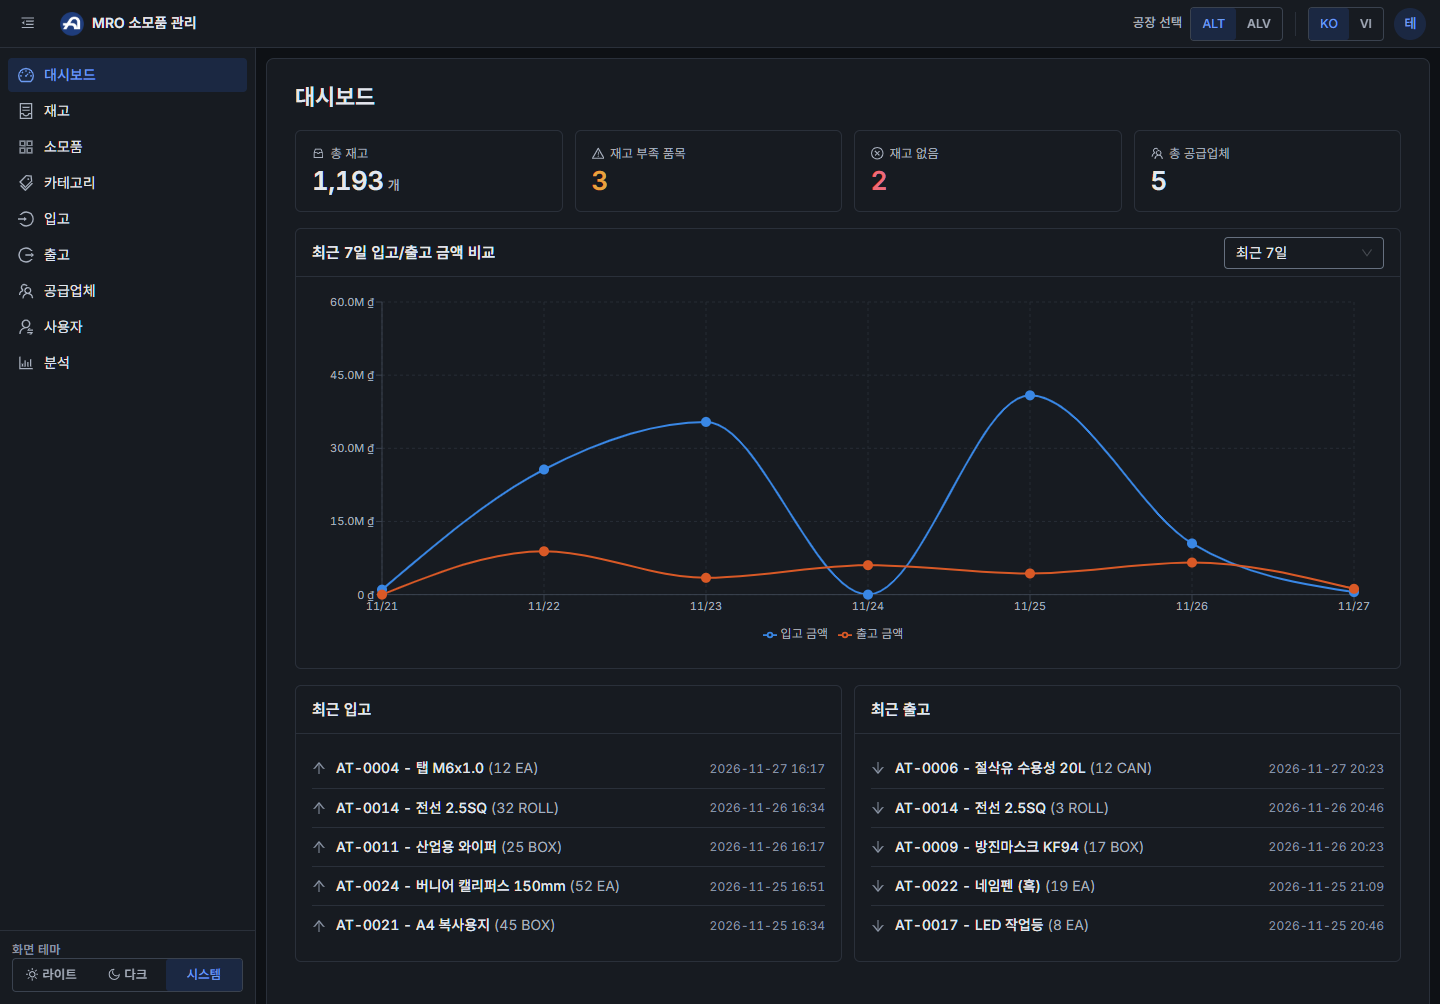 MRO 소모품 관리
공장 선택 ALT ALV KO VI 테
대시보드
재고
소모품
카테고리
입고
출고
공급업체
사용자
분석
화면 테마
라이트 다크 시스템
대시보드
총 재고
1,193 개
재고 부족 품목
3
재고 없음
2
총 공급업체
5
최근 7일 입고/출고 금액 비교
최근 7일
60.0M ₫
45.0M ₫
30.0M ₫
15.0M ₫
0 ₫
11/21 11/22 11/23 11/24 11/25 11/26 11/27
입고 금액 출고 금액
최근 입고
AT-0004 - 탭 M6x1.0 (12 EA) 2026-11-27 16:17
AT-0014 - 전선 2.5SQ (32 ROLL) 2026-11-26 16:34
AT-0011 - 산업용 와이퍼 (25 BOX) 2026-11-26 16:17
AT-0024 - 버니어 캘리퍼스 150mm (52 EA) 2026-11-25 16:51
AT-0021 - A4 복사용지 (45 BOX) 2026-11-25 16:34
최근 출고
AT-0006 - 절삭유 수용성 20L (12 CAN) 2026-11-27 20:23
AT-0014 - 전선 2.5SQ (3 ROLL) 2026-11-26 20:46
AT-0009 - 방진마스크 KF94 (17 BOX) 2026-11-26 20:23
AT-0022 - 네임펜 (흑) (19 EA) 2026-11-25 21:09
AT-0017 - LED 작업등 (8 EA) 2026-11-25 20:46